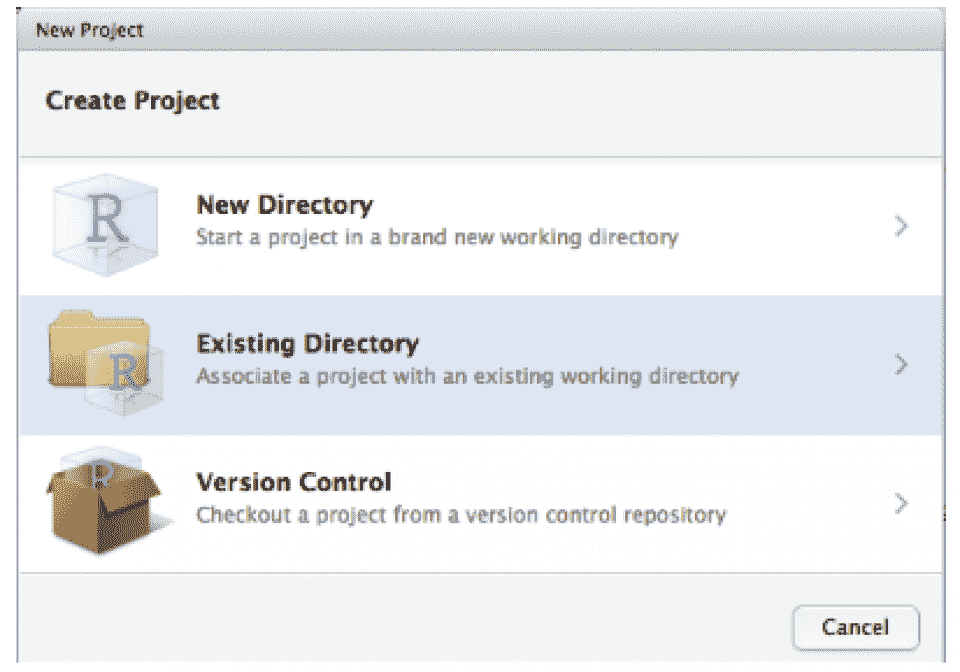 New Project
Create Project
R
New Directory
Start a project in a brand new working directory
R
Existing Directory
Associate a project with an existing working directory
R
Version Control
Checkout a project from a version control repository
Cancel